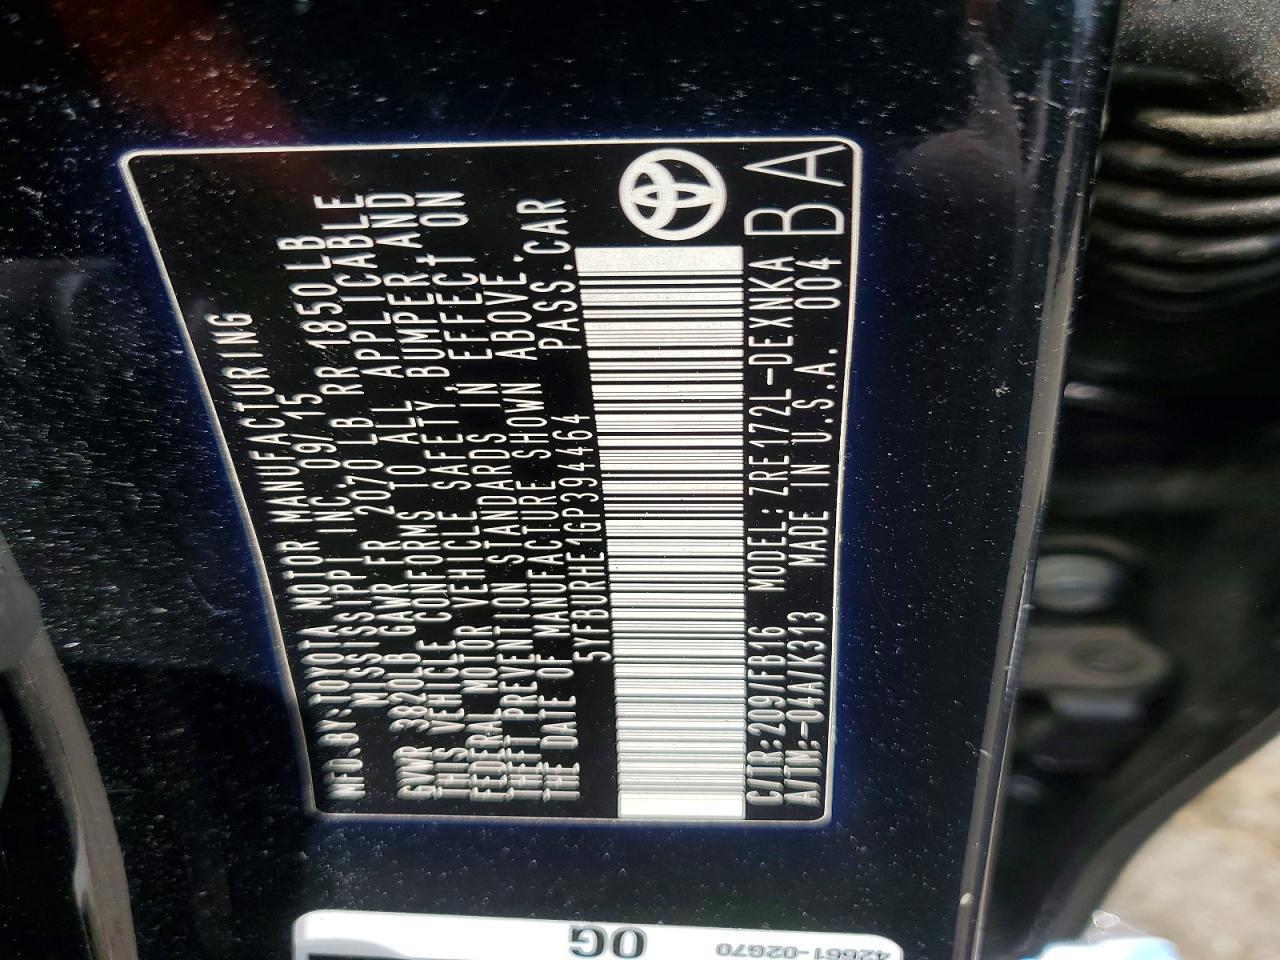 MFD.BY:TOYOTA MOTOR MANUFACTURING
MISSISSIPPI INC. 09/15
GVWR 3820LB GAWR FR 2070 LB RR 1850LB
THIS VEHICLE CONFORMS TO ALL APPLICABLE
FEDERAL MOTOR VEHICLE SAFETY, BUMPER, AND
THEFT PREVENTION STANDARDS IN EFFECT ON
THE DATE OF MANUFACTURE SHOWN ABOVE.
5YFBURHE1GP394464 PASS.CAR
C/TR:209/FB16 MODEL:ZRE172L-DEXNKA
A/TM:-04A/K313 MADE IN U.S.A. 004
BA
0G
42661-02G70